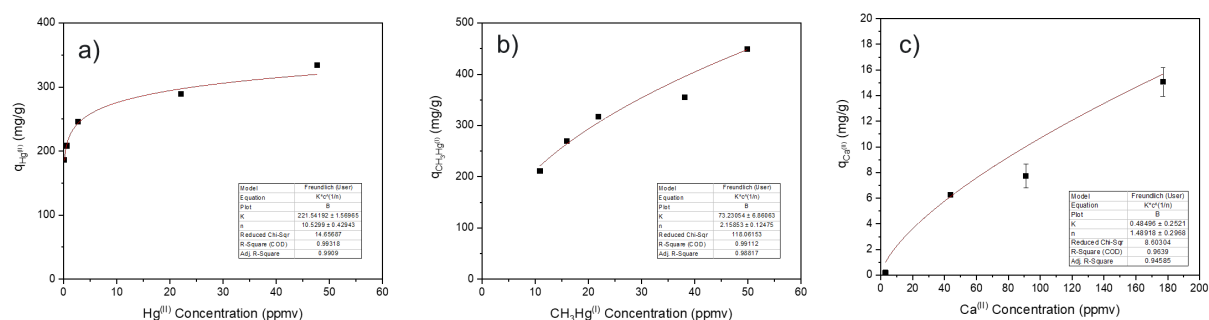 a)
400
300
200
100
0
q_Hg^(II) (mg/g)
0 10 20 30 40 50 60
Hg^(II) Concentration (ppmv)
Model Freundlich (User)
Equation K*c^(1/n)
Plot B
K 221.54192 ± 1.56965
n 10.5299 ± 0.42943
Reduced Chi-Sqr 14.65687
R-Square (COD) 0.99318
Adj. R-Square 0.9909
b)
500
450
400
350
300
250
200
150
100
50
0
q_CH₃Hg^(I) (mg/g)
0 10 20 30 40 50 60
CH₃Hg^(I) Concentration (ppmv)
Model Freundlich (User)
Equation K*c^(1/n)
Plot B
K 73.23054 ± 6.86063
n 2.15853 ± 0.12475
Reduced Chi-Sqr 118.06153
R-Square (COD) 0.99112
Adj. R-Square 0.98817
c)
20
18
16
14
12
10
8
6
4
2
0
q_Ca^(II) (mg/g)
0 20 40 60 80 100 120 140 160 180 200
Ca^(II) Concentration (ppmv)
Model Freundlich (User)
Equation K*c^(1/n)
Plot B
K 0.48496 ± 0.2521
n 1.48918 ± 0.2968
Reduced Chi-Sqr 8.60304
R-Square (COD) 0.9639
Adj. R-Square 0.94585